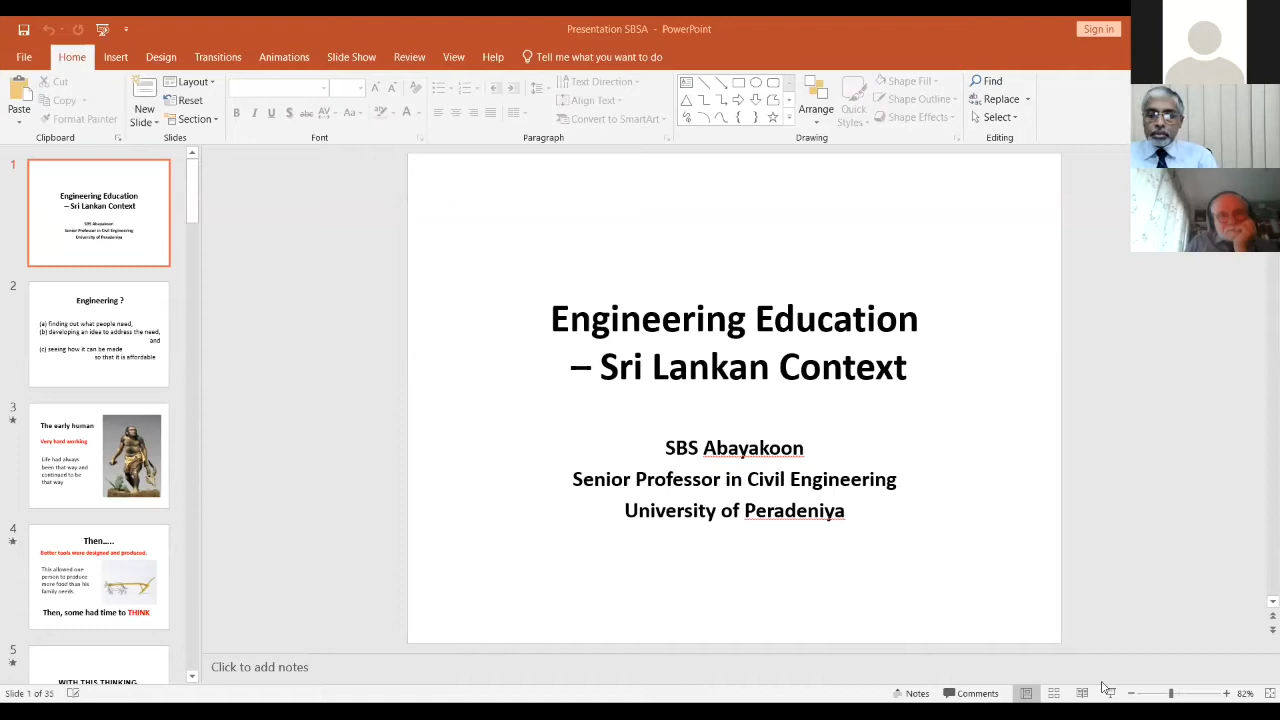 Presentation SBSA - PowerPoint
Sign in
File Home Insert Design Transitions Animations Slide Show Review View Help Tell me what you want to do
Paste
Cut
Copy
Format Painter
Clipboard
New
Slide
Layout
Reset
Section
Slides
B I U S abc AV Aa A
Font
Text Direction
Align Text
Convert to SmartArt
Paragraph
Arrange
Quick
Styles
Shape Fill
Shape Outline
Shape Effects
Drawing
Find
Replace
Select
Editing
1
Engineering Education
– Sri Lankan Context
SBS Abayakoon
Senior Professor in Civil Engineering
University of Peradeniya
2
Engineering ?
(a) finding out what people need,
(b) developing an idea to address the need,
and
(c) seeing how it can be made
so that it is affordable
3
The early human
Very hard working
Life had always
been that way and
continued to be
that way
4
Then.....
Better tools were designed and produced.
This allowed one
person to produce
more food than his
family needs.
Then, some had time to THINK
5
WITH THIS THINKING
Engineering Education
– Sri Lankan Context
SBS Abayakoon
Senior Professor in Civil Engineering
University of Peradeniya
Click to add notes
Slide 1 of 35
Notes
Comments
82%